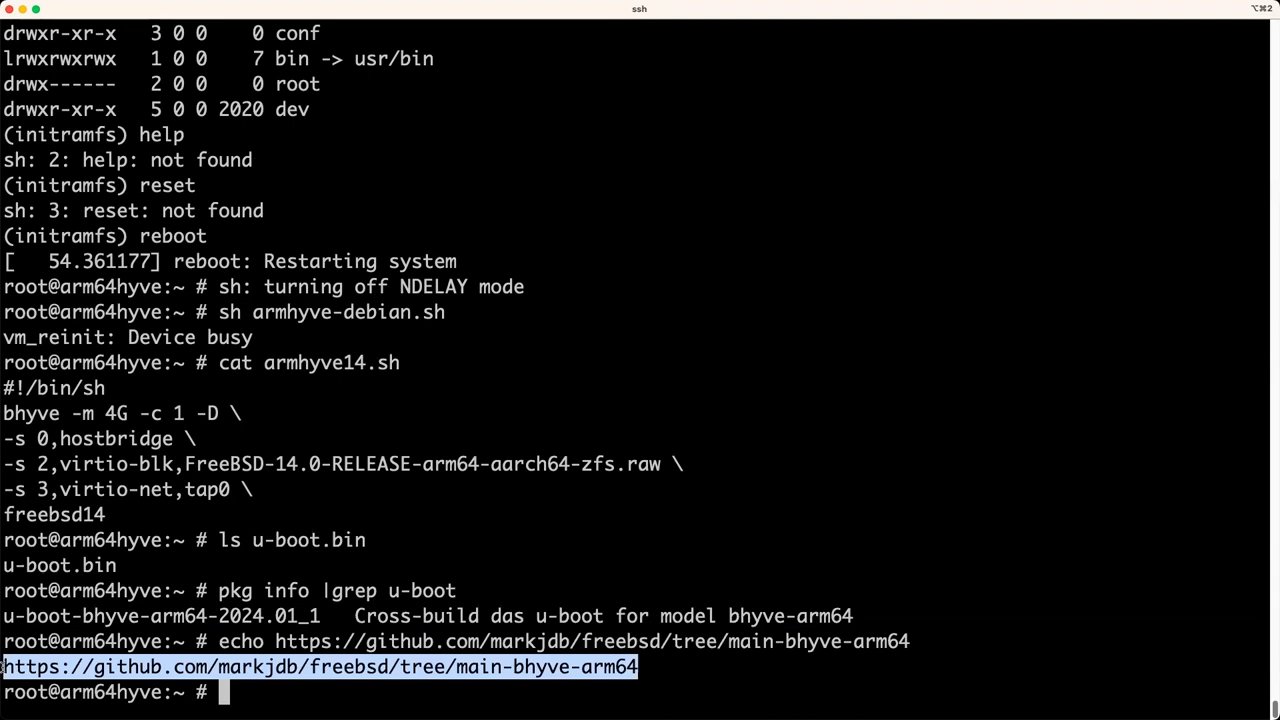 ssh
⌥⌘2
drwxr-xr-x   3 0 0    0 conf
lrwxrwxrwx   1 0 0    7 bin -> usr/bin
drwx------   2 0 0    0 root
drwxr-xr-x   5 0 0 2020 dev
(initramfs) help
sh: 2: help: not found
(initramfs) reset
sh: 3: reset: not found
(initramfs) reboot
[   54.361177] reboot: Restarting system
root@arm64hyve:~ # sh: turning off NDELAY mode
root@arm64hyve:~ # sh armhyve-debian.sh
vm_reinit: Device busy
root@arm64hyve:~ # cat armhyve14.sh
#!/bin/sh
bhyve -m 4G -c 1 -D \
-s 0,hostbridge \
-s 2,virtio-blk,FreeBSD-14.0-RELEASE-arm64-aarch64-zfs.raw \
-s 3,virtio-net,tap0 \
freebsd14
root@arm64hyve:~ # ls u-boot.bin
u-boot.bin
root@arm64hyve:~ # pkg info |grep u-boot
u-boot-bhyve-arm64-2024.01_1   Cross-build das u-boot for model bhyve-arm64
root@arm64hyve:~ # echo https://github.com/markjdb/freebsd/tree/main-bhyve-arm64
https://github.com/markjdb/freebsd/tree/main-bhyve-arm64
root@arm64hyve:~ #